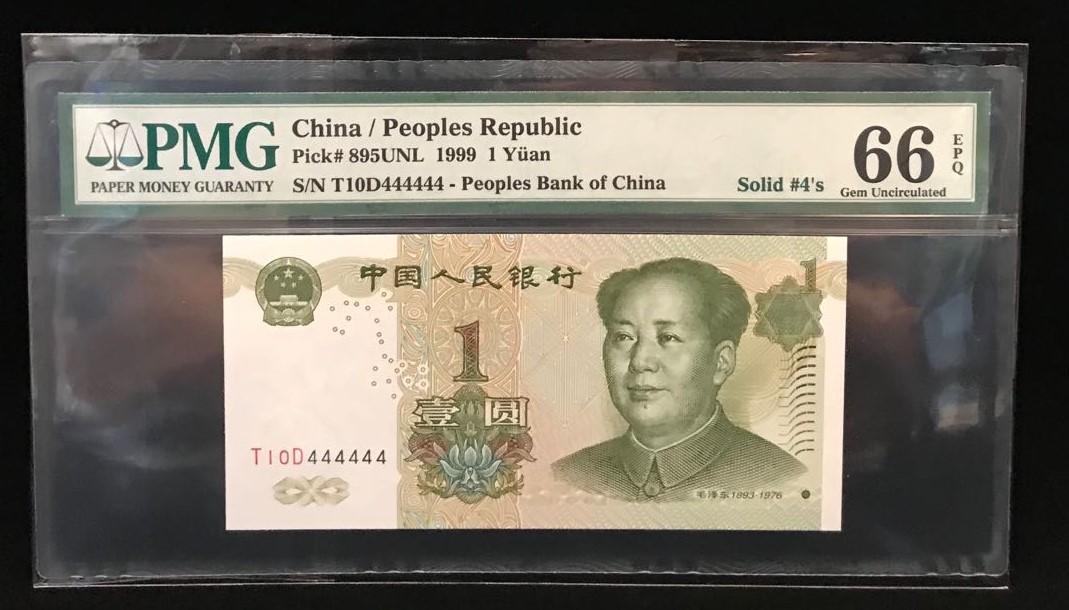 PMG
PAPER MONEY GUARANTY
China / Peoples Republic
Pick# 895UNL 1999 1 Yüan
S/N T10D444444 - Peoples Bank of China
Solid #4's
66
EPQ
Gem Uncirculated
中国人民银行
1
1
壹圆
T10D444444
毛泽东1893-1976